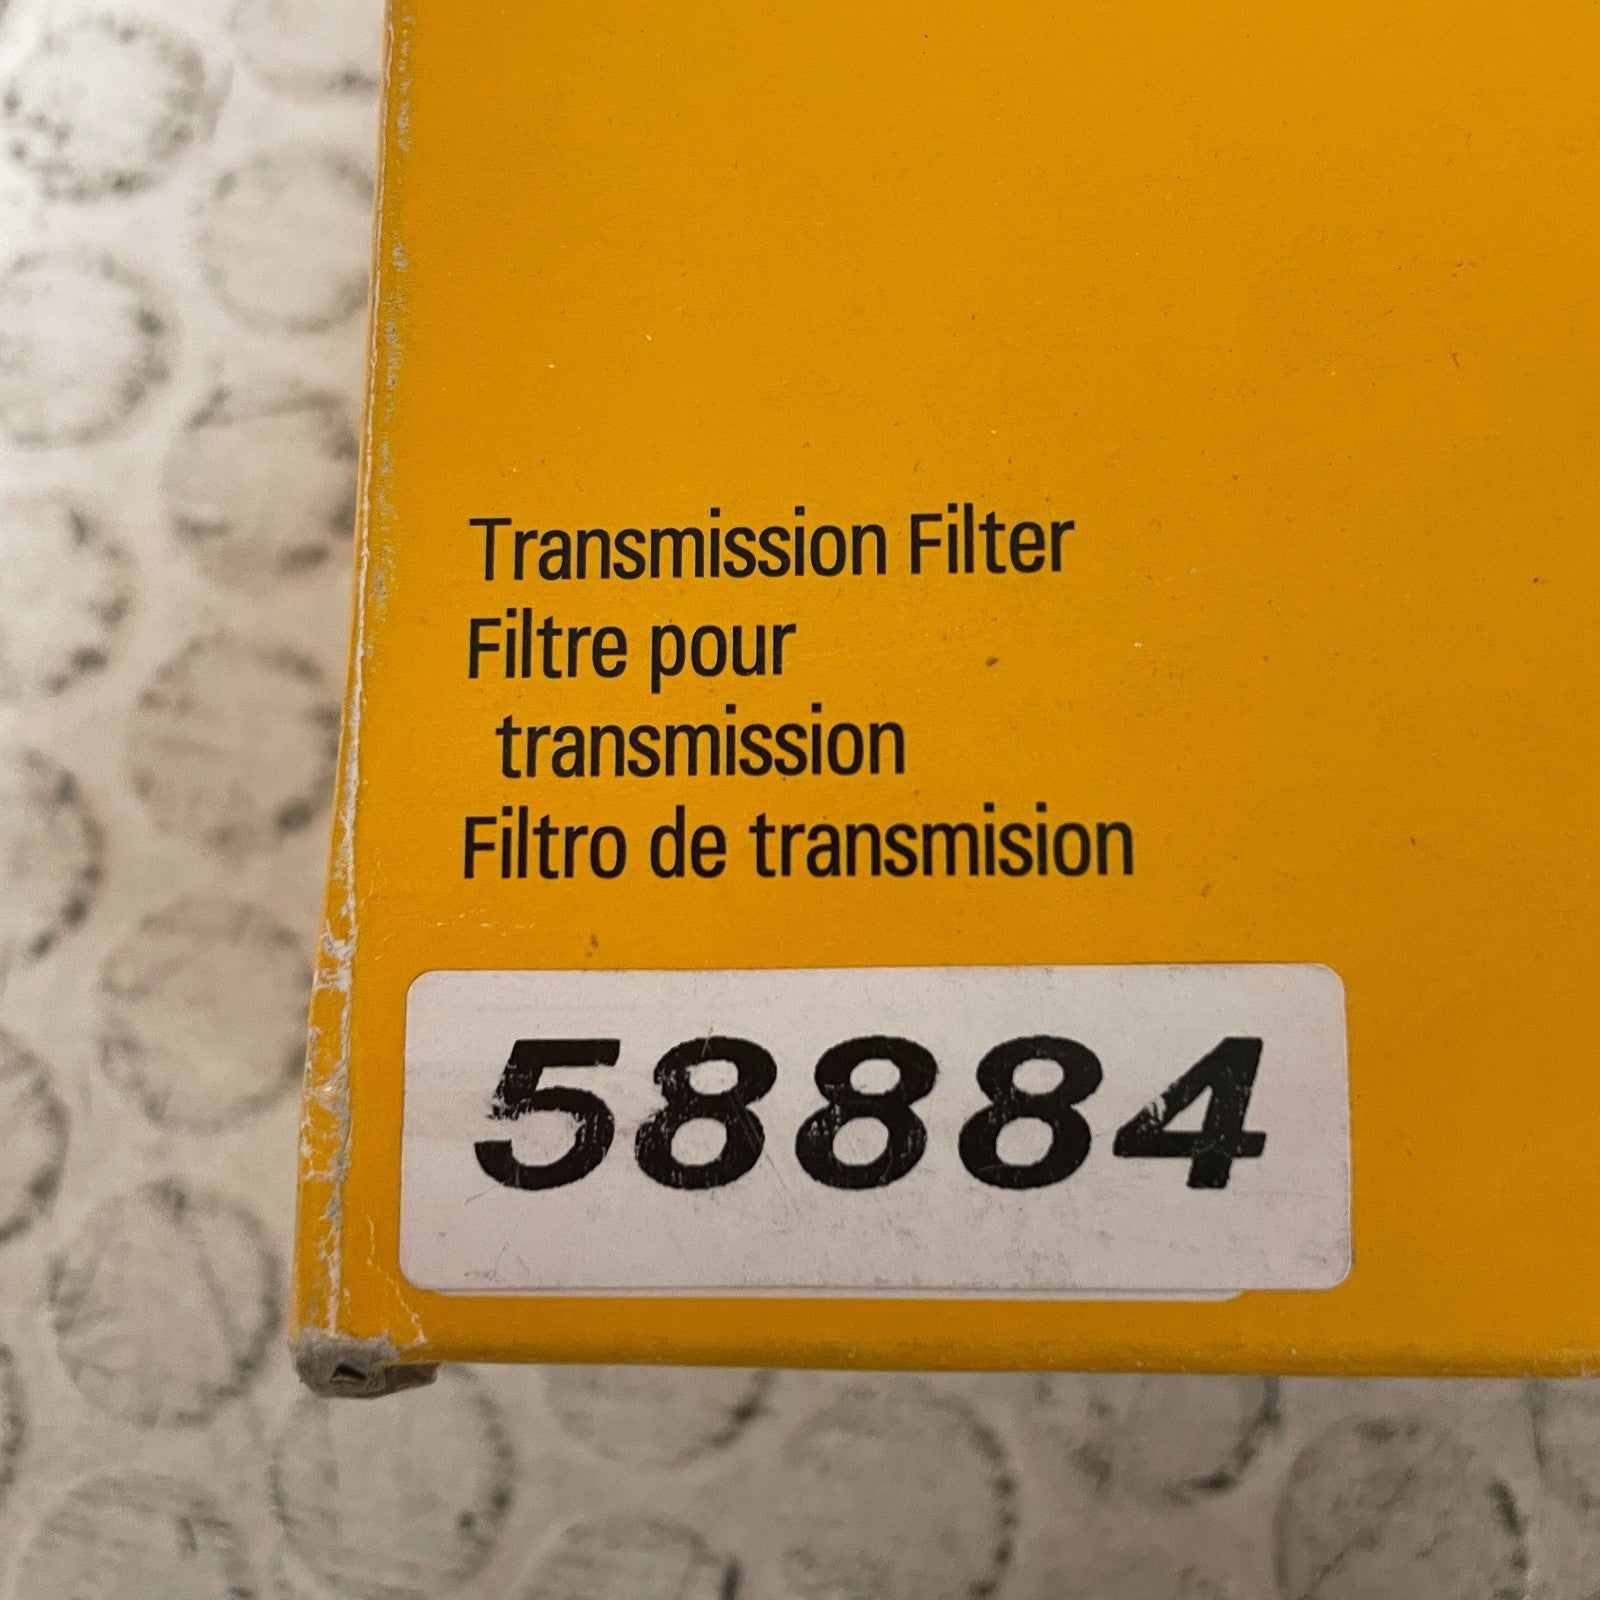 Transmission Filter
Filtre pour
transmission
Filtro de transmision
58884